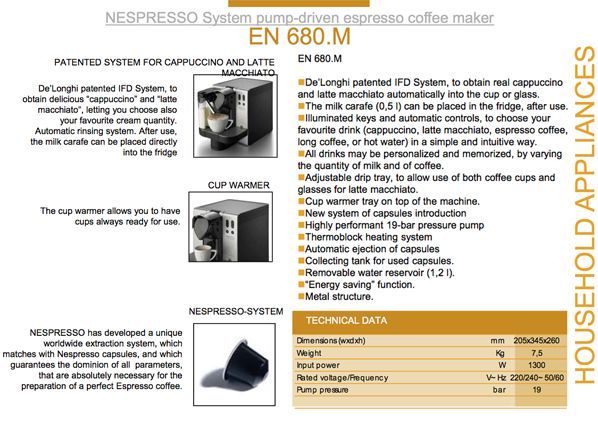 NESPRESSO System pump-driven espresso coffee maker
EN 680.M
PATENTED SYSTEM FOR CAPPUCCINO AND LATTE
MACCHIATO
De'Longhi patented IFD System, to
obtain delicious "cappuccino" and "latte
macchiato", letting you choose also
your favourite cream quantity.
Automatic rinsing system. After use,
the milk carafe can be placed directly
into the fridge
CUP WARMER
The cup warmer allows you to have
cups always ready for use.
NESPRESSO-SYSTEM
NESPRESSO has developed a unique
worldwide extraction system, which
matches with Nespresso capsules, and which
guarantees the dominion of all parameters,
that are absolutely necessary for the
preparation of a perfect Espresso coffee.
EN 680.M
De'Longhi patented IFD System, to obtain real cappuccino
and latte macchiato automatically into the cup or glass.
The milk carafe (0,5 l) can be placed in the fridge, after use.
Illuminated keys and automatic controls, to choose your
favourite drink (cappuccino, latte macchiato, espresso coffee,
long coffee, or hot water) in a simple and intuitive way.
All drinks may be personalized and memorized, by varying
the quantity of milk and of coffee.
Adjustable drip tray, to allow use of both coffee cups and
glasses for latte macchiato.
Cup warmer tray on top of the machine.
New system of capsules introduction
Highly performant 19-bar pressure pump
Thermoblock heating system
Automatic ejection of capsules
Collecting tank for used capsules.
Removable water reservoir (1,2 l).
"Energy saving" function.
Metal structure.
TECHNICAL DATA
Dimensions (wxdxh) mm 205x345x260
Weight Kg 7,5
Input power W 1300
Rated voltage/Frequency V~ Hz 220/240~ 50/60
Pump pressure bar 19
HOUSEHOLD APPLIANCES